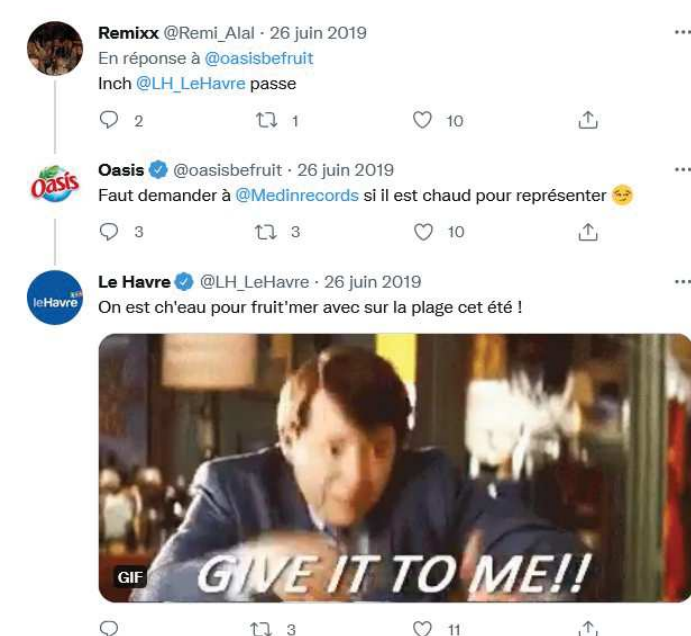 Remixx @Remi_Alal · 26 juin 2019
En réponse à @oasisbefruit
Inch @LH_LeHavre passe
2 1 10
Oasis
Oasis @oasisbefruit · 26 juin 2019
Faut demander à @Medinrecords si il est chaud pour représenter 😏
3 3 10
leHavre
Le Havre @LH_LeHavre · 26 juin 2019
On est ch'eau pour fruit'mer avec sur la plage cet été !
GIVE IT TO ME!!
GIF
3 11